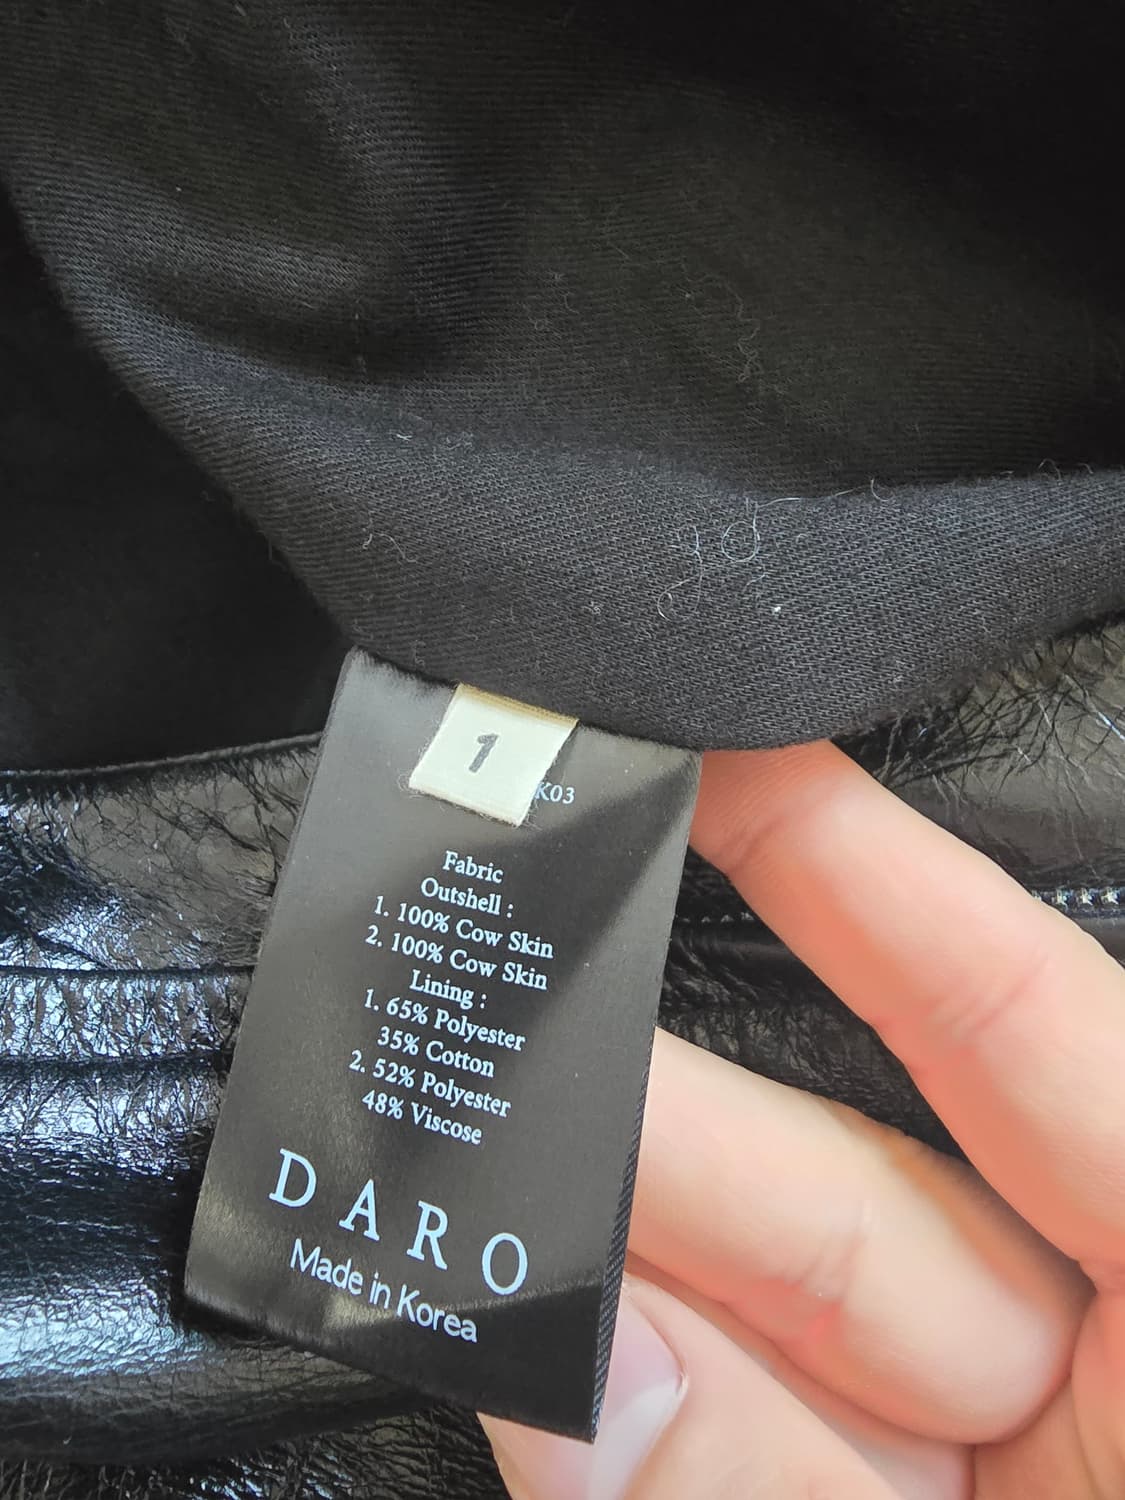 1
K03
Fabric
Outshell :
1. 100% Cow Skin
2. 100% Cow Skin
Lining :
1. 65% Polyester
35% Cotton
2. 52% Polyester
48% Viscose
DARO
Made in Korea